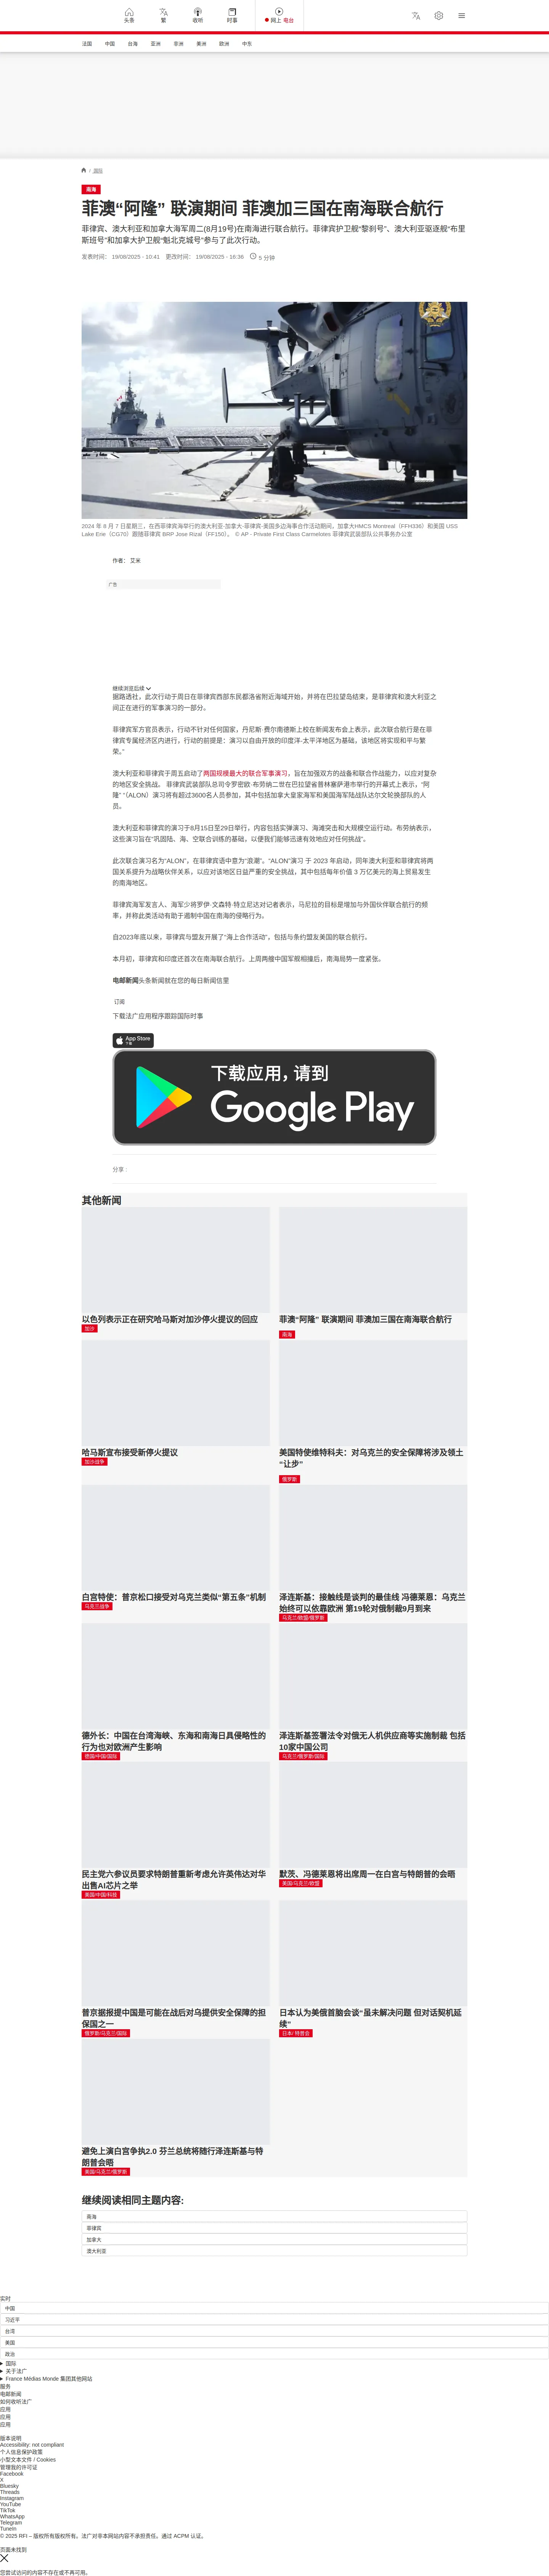 头条
繁
收听
时事
网上 电台
法国 中国 台海 亚洲 非洲 美洲 欧洲 中东
/ 国际
南海
菲澳“阿隆” 联演期间 菲澳加三国在南海联合航行
菲律宾、澳大利亚和加拿大海军周二(8月19号)在南海进行联合航行。菲律宾护卫舰“黎刹号”、澳大利亚驱逐舰“布里
斯班号”和加拿大护卫舰“魁北克城号”参与了此次行动。
发表时间： 19/08/2025 - 10:41 更改时间： 19/08/2025 - 16:36 5 分钟
2024 年 8 月 7 日星期三，在西菲律宾海举行的澳大利亚-加拿大-菲律宾-美国多边海事合作活动期间，加拿大HMCS Montreal（FFH336）和美国 USS
Lake Erie（CG70）跟随菲律宾 BRP Jose Rizal（FF150）。 © AP - Private First Class Carmelotes 菲律宾武装部队公共事务办公室
作者： 艾米
广告
继续浏览后续
据路透社，此次行动于周日在菲律宾西部东民都洛省附近海域开始，并将在巴拉望岛结束，是菲律宾和澳大利亚之
间正在进行的军事演习的一部分。
菲律宾军方官员表示，行动不针对任何国家，丹尼斯·费尔南德斯上校在新闻发布会上表示。此次联合航行是在菲
律宾专属经济区内进行，行动的前提是：演习以自由开放的印度洋-太平洋地区为基础，该地区将实现和平与繁
荣。”
澳大利亚和菲律宾于周五启动了两国规模最大的联合军事演习，旨在加强双方的战备和联合作战能力，以应对复杂
的地区安全挑战。 菲律宾武装部队总司令罗密欧·布劳纳二世在巴拉望省普林塞萨港市举行的开幕式上表示，“阿
隆” “（ALON）演习将有超过3600名人员参加，其中包括加拿大皇家海军和美国海军陆战队达尔文轮换部队的人
员。
澳大利亚和菲律宾的演习于8月15日至29日举行，内容包括实弹演习、海滩突击和大规模空运行动。布劳纳表示，
这些演习旨在“巩固陆、海、空联合训练的基础，以便我们能够迅速有效地应对任何挑战”。
此次联合演习名为“ALON”，在菲律宾语中意为“浪潮”。“ALON”演习 于 2023 年启动，同年澳大利亚和菲律宾将两
国关系提升为战略伙伴关系，以应对该地区日益严重的安全挑战，其中包括每年价值 3 万亿美元的海上贸易发生
的南海地区。
菲律宾海军发言人、海军少将罗伊·文森特·特立尼达对记者表示，马尼拉的目标是增加与外国伙伴联合航行的频
率，并称此类活动有助于遏制中国在南海的侵略行为。
自2023年底以来，菲律宾与盟友开展了“海上合作活动”，包括与条约盟友美国的联合航行。
本月初，菲律宾和印度还首次在南海联合航行。上周两艘中国军舰相撞后，南海局势一度紧张。
电邮新闻头条新闻就在您的每日新闻信里
订阅
下载法广应用程序跟踪国际时事
App Store
下载
下载应用，请到
Google Play
分享 :
其他新闻
以色列表示正在研究哈马斯对加沙停火提议的回应
加沙
菲澳“阿隆” 联演期间 菲澳加三国在南海联合航行
南海
哈马斯宣布接受新停火提议
加沙战争
美国特使维特科夫：对乌克兰的安全保障将涉及领土
“让步”
俄罗斯
白宫特使：普京松口接受对乌克兰类似“第五条”机制
乌克兰战争
泽连斯基：接触线是谈判的最佳线 冯德莱恩：乌克兰
始终可以依靠欧洲 第19轮对俄制裁9月到来
乌克兰/欧盟/俄罗斯
德外长：中国在台湾海峡、东海和南海日具侵略性的
行为也对欧洲产生影响
德国/中国/国际
泽连斯基签署法令对俄无人机供应商等实施制裁 包括
10家中国公司
乌克兰/俄罗斯/国际
民主党六参议员要求特朗普重新考虑允许英伟达对华
出售AI芯片之举
美国/中国/科技
默茨、冯德莱恩将出席周一在白宫与特朗普的会晤
美国/乌克兰/欧盟
普京据报提中国是可能在战后对乌提供安全保障的担
保国之一
俄罗斯/乌克兰/国际
日本认为美俄首脑会谈“虽未解决问题 但对话契机延
续”
日本/ 特普会
避免上演白宫争执2.0 芬兰总统将随行泽连斯基与特
朗普会晤
美国/乌克兰/俄罗斯
继续阅读相同主题内容:
南海
菲律宾
加拿大
澳大利亚
实时
中国
习近平
台湾
美国
政治
国际
关于法广
France Médias Monde 集团其他网站
服务
电邮新闻
如何收听法广
应用
应用
应用
版本说明
Accessibility: not compliant
个人信息保护政策
小型文本文件 / Cookies
管理我的许可证
Facebook
X
Bluesky
Threads
Instagram
YouTube
TikTok
WhatsApp
Telegram
TuneIn
© 2025 RFI – 版权所有版权所有。法广对非本网站内容不承担责任。通过 ACPM 认证。
页面未找到
您尝试访问的内容不存在或不再可用。